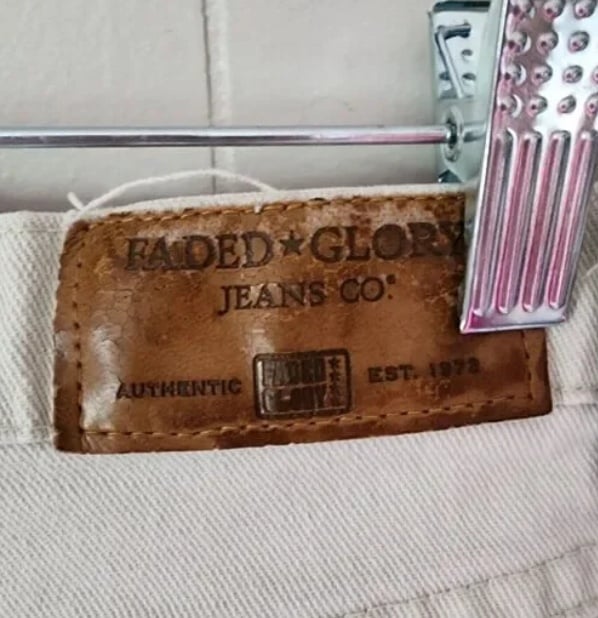 FADED★GLORY
JEANS CO.®
AUTHENTIC
FADED
GLORY
EST. 1972